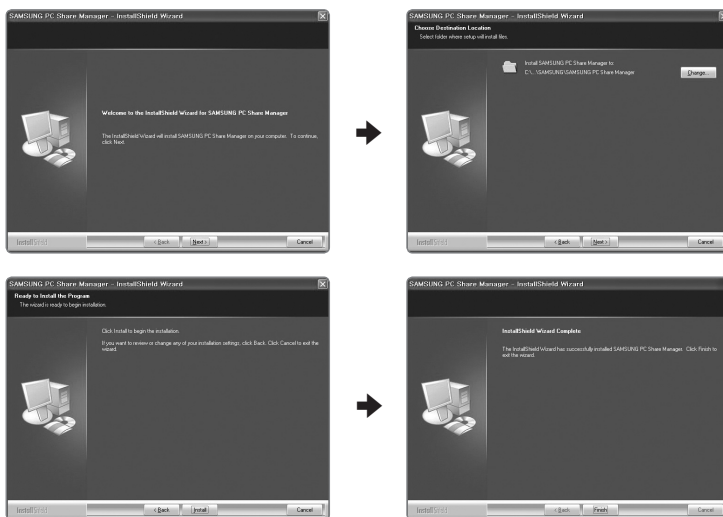 SAMSUNG PC Share Manager - InstallShield Wizard
Welcome to the InstallShield Wizard for SAMSUNG PC Share Manager
The InstallShield Wizard will install SAMSUNG PC Share Manager on your computer. To continue,
click Next.
InstallShield
< Back
Next >
Cancel
SAMSUNG PC Share Manager - InstallShield Wizard
Choose Destination Location
Select folder where setup will install files.
Install SAMSUNG PC Share Manager to:
C:\...\SAMSUNG\SAMSUNG PC Share Manager
Change...
InstallShield
< Back
Next >
Cancel
SAMSUNG PC Share Manager - InstallShield Wizard
Ready to Install the Program
The wizard is ready to begin installation.
Click Install to begin the installation.
If you want to review or change any of your installation settings, click Back. Click Cancel to exit the
wizard.
InstallShield
< Back
Install
Cancel
SAMSUNG PC Share Manager - InstallShield Wizard
InstallShield Wizard Complete
The InstallShield Wizard has successfully installed SAMSUNG PC Share Manager. Click Finish to
exit the wizard.
InstallShield
< Back
Finish
Cancel